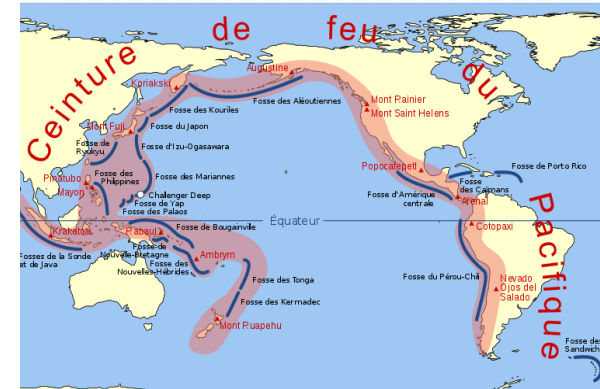 Ceinture de feu du Pacifique
Augustine
Koriakski
Fosse des Aléoutiennes
Fosse des Kouriles
Mont Rainier
Mont Saint Helens
Mont Fuji
Fosse du Japon
Fosse de
Ryukyu
Fosse d'Izu-Ogasawara
Popocatepetl
Fosse de Porto Rico
Pinatubo
Mayon
Fosse des
Philippines
Fosse des Mariannes
Challenger Deep
Fosse de Yap
Fosse des Palaos
Fosse
des
Caïmans
Fosse d'Amérique
centrale
Arenal
Équateur
Krakatoa
Rabaul
Fosse de Bougainville
Cotopaxi
Fosses de la Sonde
et de Java
Fosse de
Nouvelle-Bretagne
Fosse des
Nouvelles-Hébrides
Ambrym
Fosse des Tonga
Fosse du Pérou-Chili
Nevado
Ojos del
Salado
Fosse des Kermadec
Mont Ruapehu
Fosse des
Sandwich